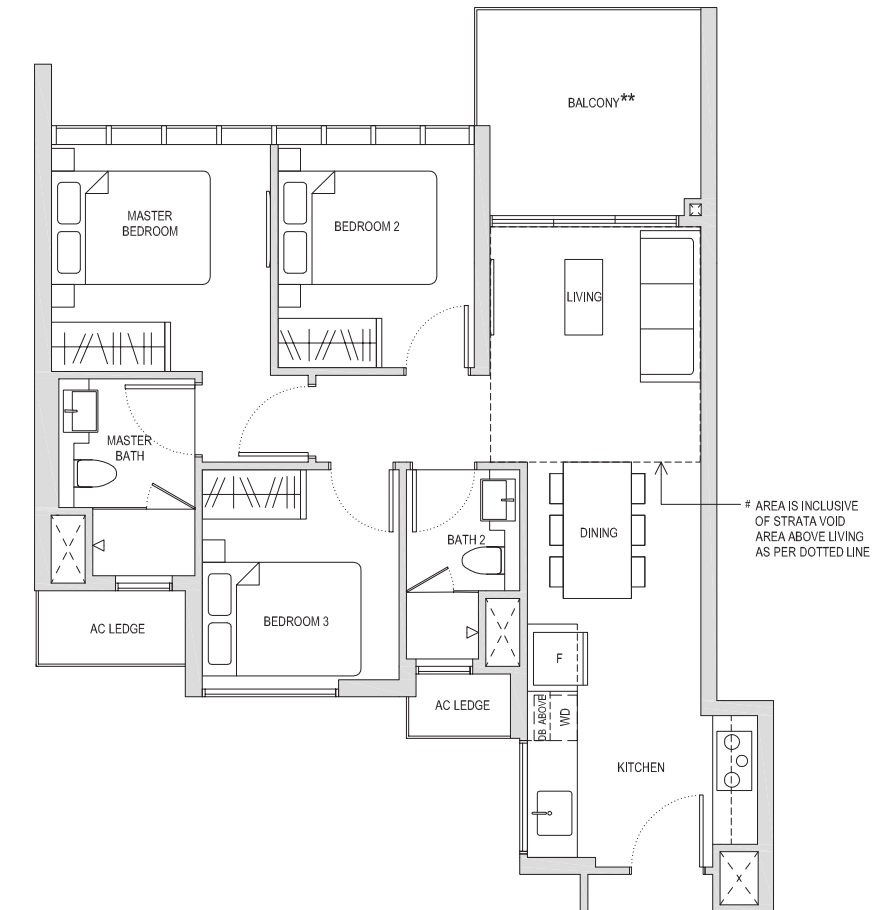 BALCONY**
MASTER
BEDROOM
BEDROOM 2
LIVING
MASTER
BATH
# AREA IS INCLUSIVE
OF STRATA VOID
AREA ABOVE LIVING
AS PER DOTTED LINE
DINING
BATH 2
BEDROOM 3
AC LEDGE
F
AC LEDGE
DB ABOVE
WD
KITCHEN
X